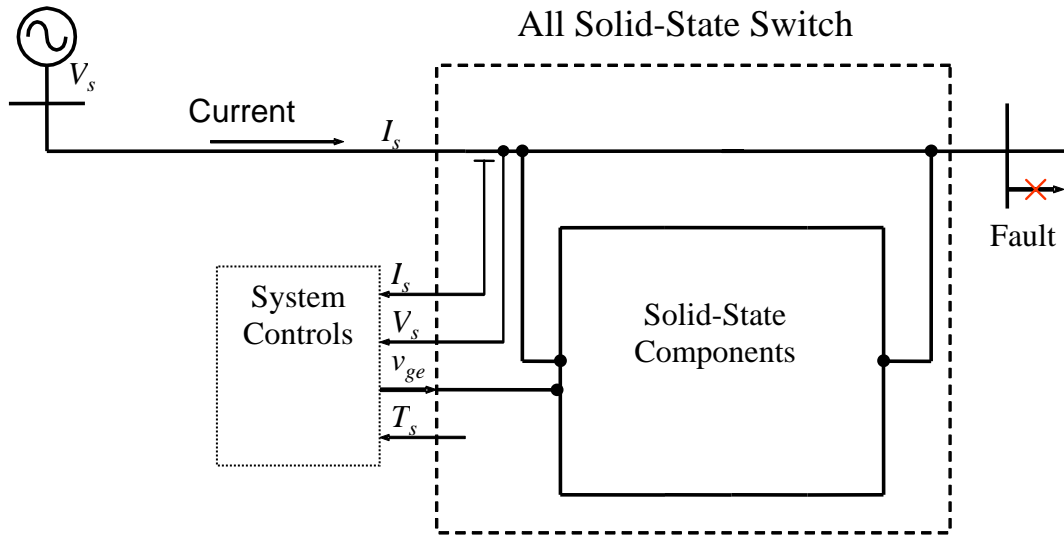 All Solid-State Switch
V_s
Current
I_s
Fault
I_s
System
Controls
V_s
v_ge
T_s
Solid-State
Components